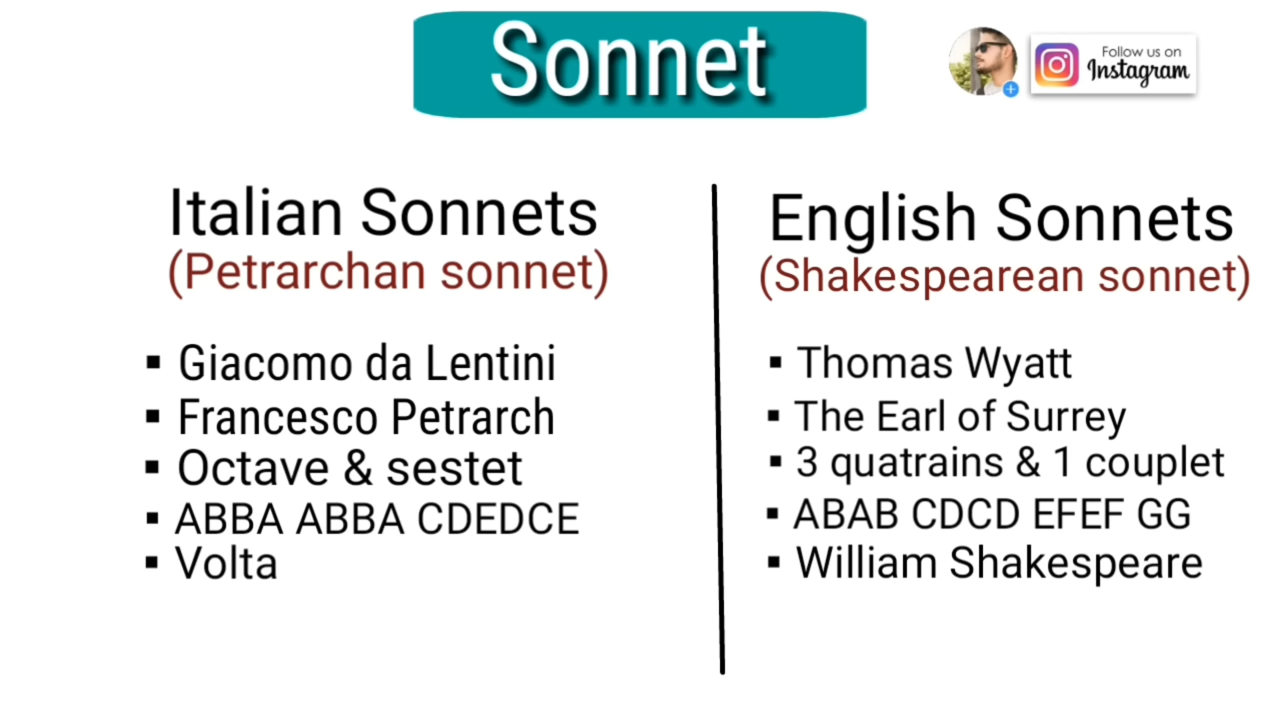 Sonnet
Follow us on
Instagram
Italian Sonnets
(Petrarchan sonnet)
▪ Giacomo da Lentini
▪ Francesco Petrarch
▪ Octave & sestet
▪ ABBA ABBA CDEDCE
▪ Volta
English Sonnets
(Shakespearean sonnet)
▪ Thomas Wyatt
▪ The Earl of Surrey
▪ 3 quatrains & 1 couplet
▪ ABAB CDCD EFEF GG
▪ William Shakespeare